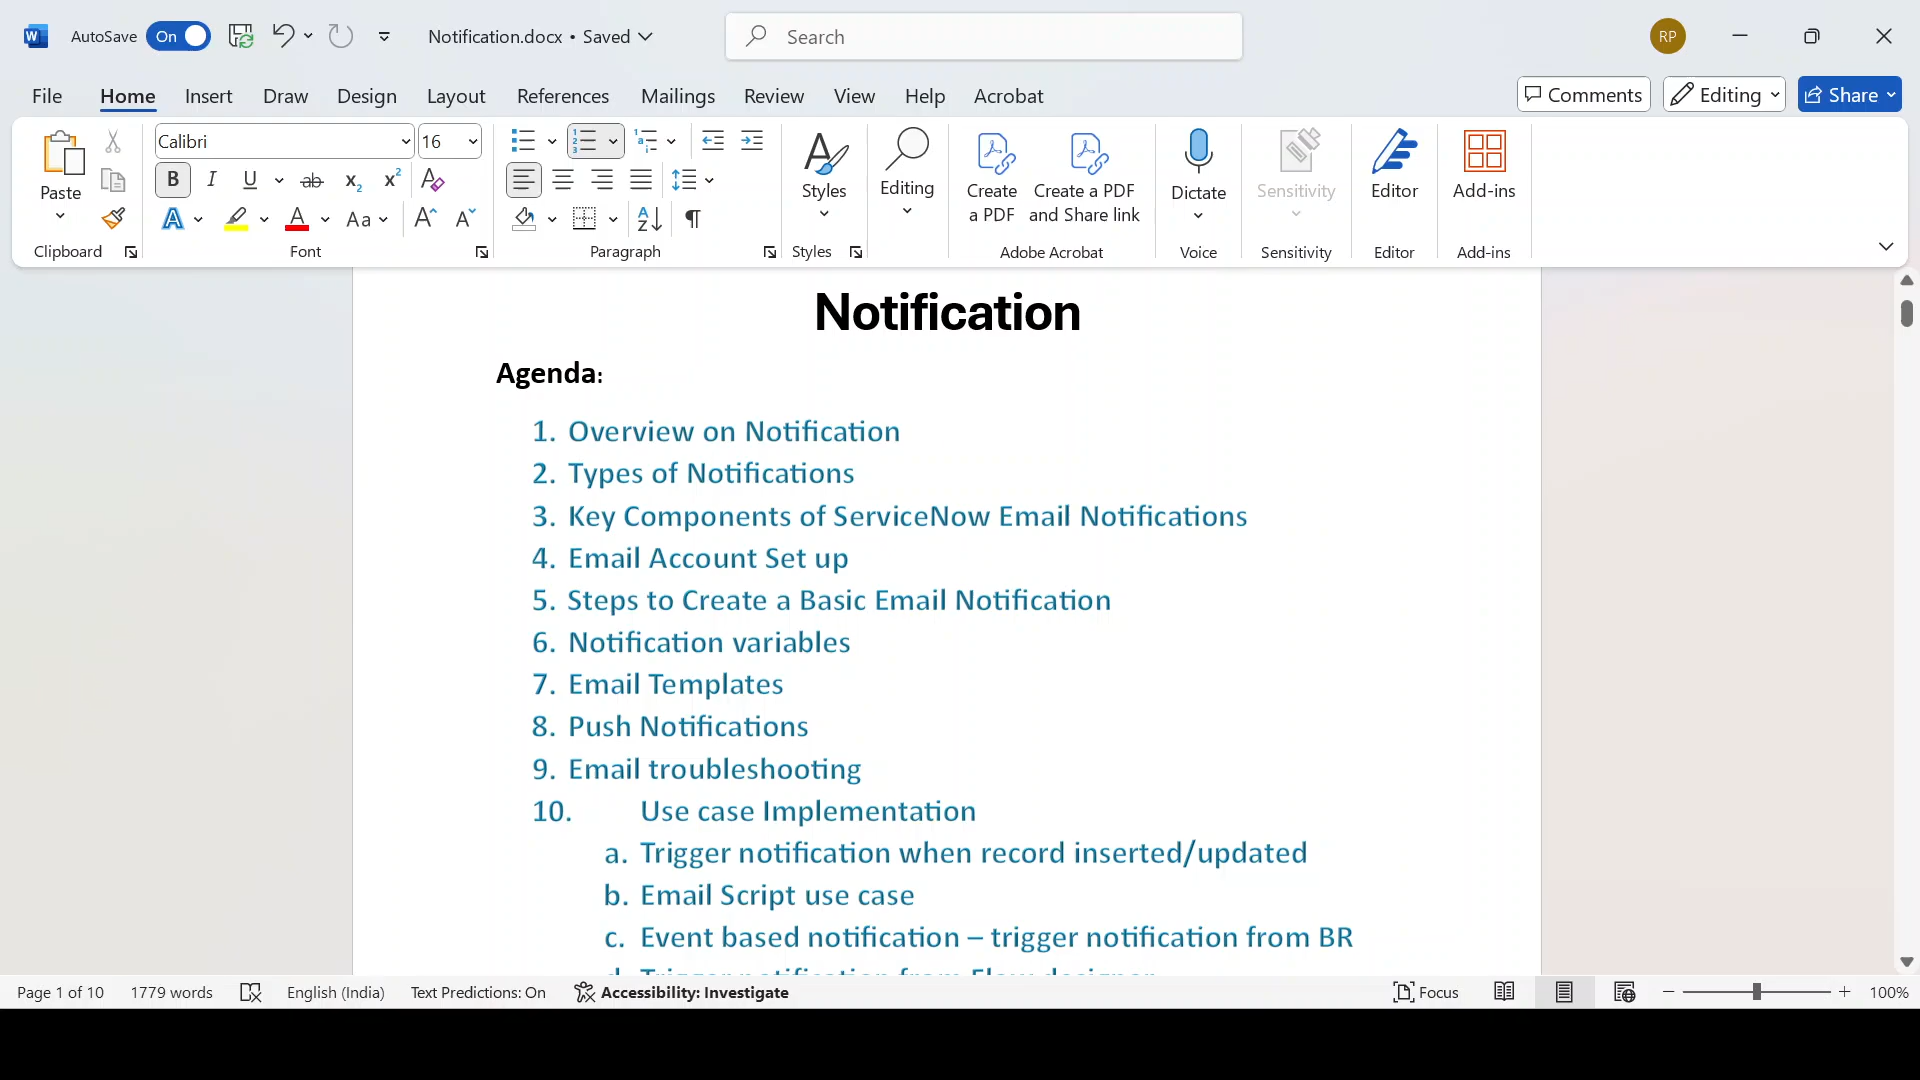 AutoSave On Notification.docx • Saved Search RP
File Home Insert Draw Design Layout References Mailings Review View Help Acrobat Comments Editing Share
Calibri 16
Paste Styles Editing Create a PDF Create a PDF and Share link Dictate Sensitivity Editor Add-ins
Clipboard Font Paragraph Styles Adobe Acrobat Voice Sensitivity Editor Add-ins
Notification
Agenda:
1. Overview on Notification
2. Types of Notifications
3. Key Components of ServiceNow Email Notifications
4. Email Account Set up
5. Steps to Create a Basic Email Notification
6. Notification variables
7. Email Templates
8. Push Notifications
9. Email troubleshooting
10. Use case Implementation
a. Trigger notification when record inserted/updated
b. Email Script use case
c. Event based notification – trigger notification from BR
d. Trigger notification from Flow designer
Page 1 of 10 1779 words English (India) Text Predictions: On Accessibility: Investigate Focus 100%